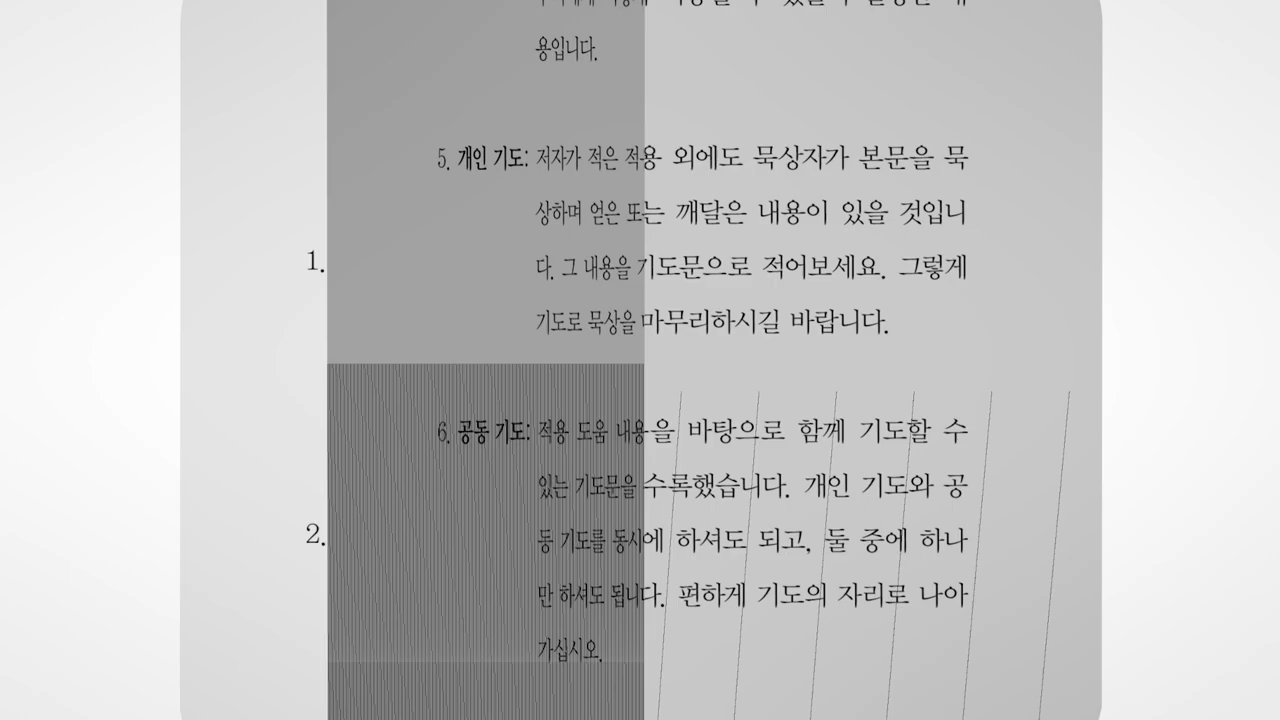 용입니다.
5. 개인 기도: 저자가 적은 적용 외에도 묵상자가 본문을 묵
상하며 얻은 또는 깨달은 내용이 있을 것입니
1.
다. 그 내용을 기도문으로 적어보세요. 그렇게
기도로 묵상을 마무리하시길 바랍니다.
6. 공동 기도: 적용 도움 내용을 바탕으로 함께 기도할 수
있는 기도문을 수록했습니다. 개인 기도와 공
2.
동 기도를 동시에 하셔도 되고, 둘 중에 하나
만 하셔도 됩니다. 편하게 기도의 자리로 나아
가십시오.